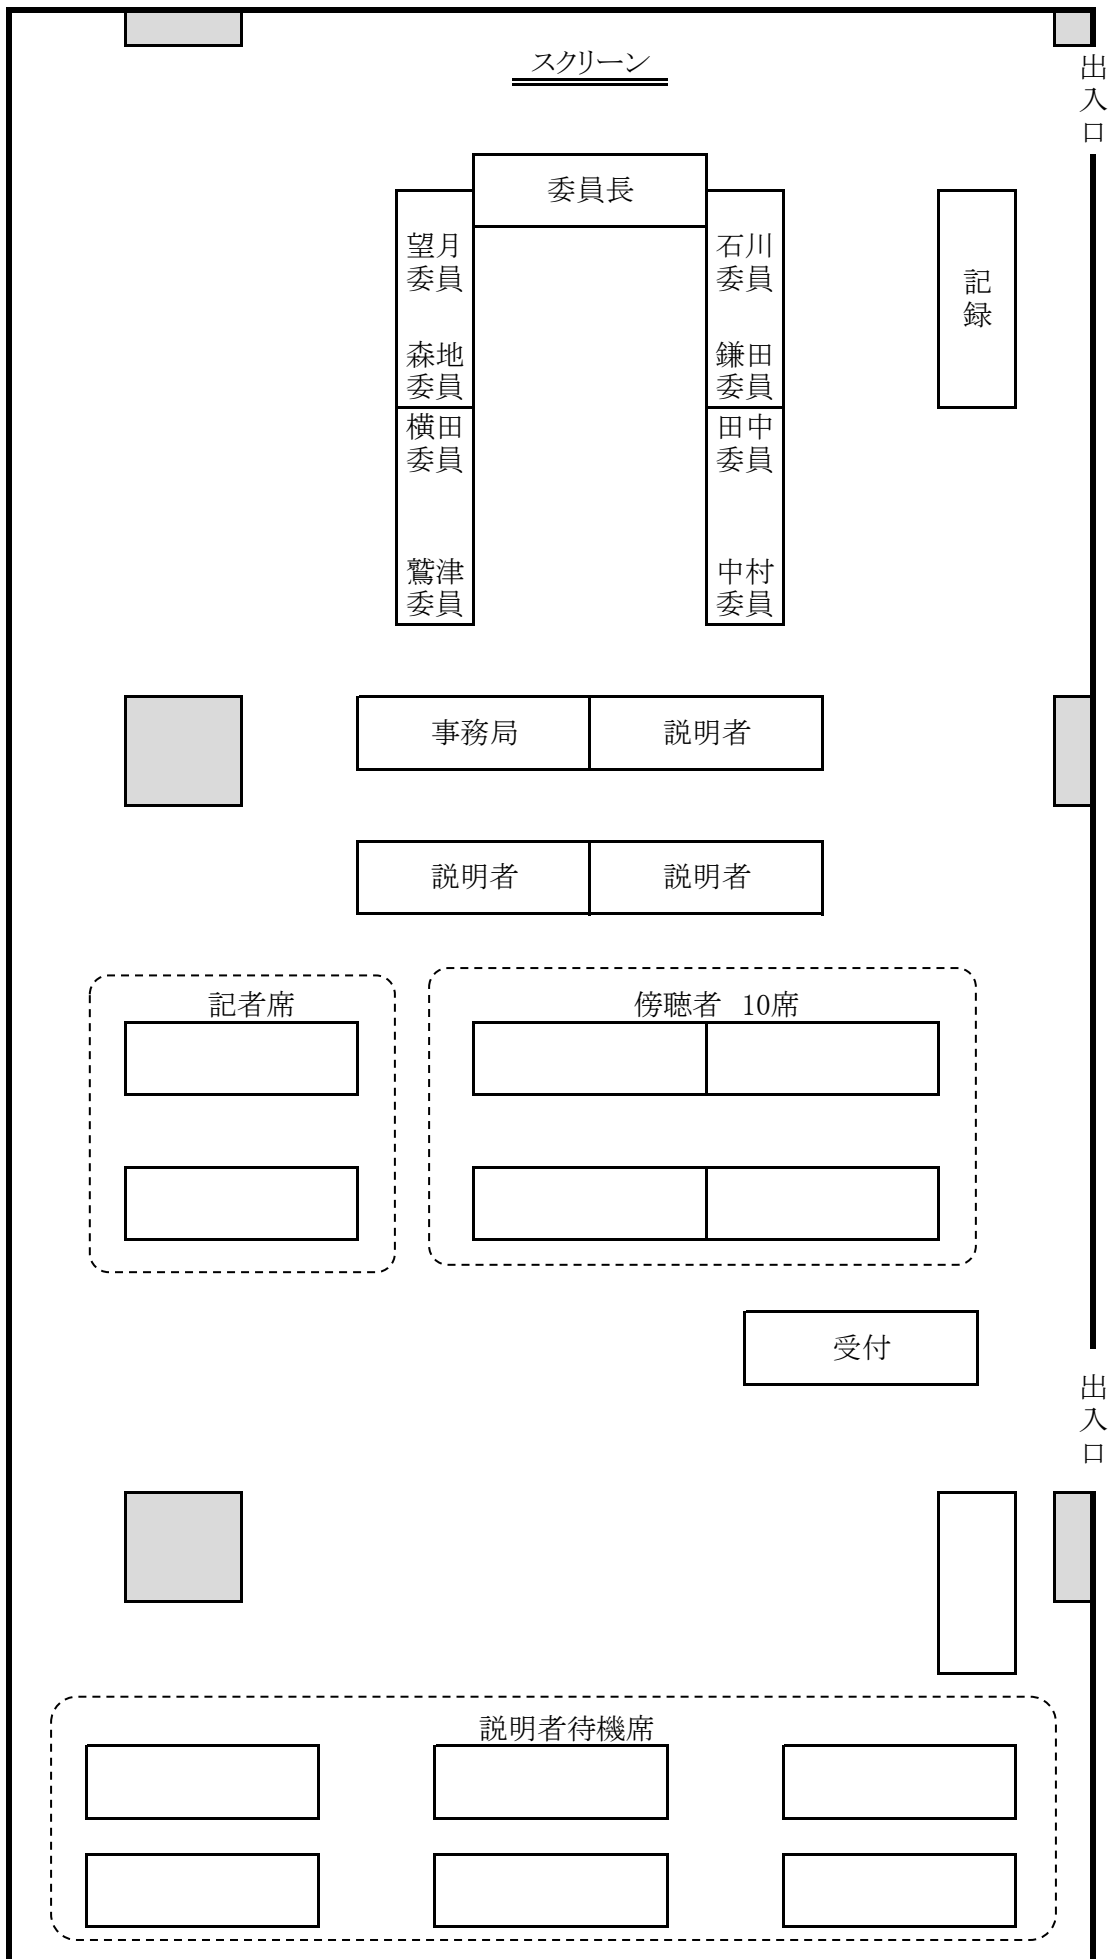 スクリーン
出入口
委員長
望月
委員
石川
委員
記録
森地
委員
鎌田
委員
横田
委員
田中
委員
鷲津
委員
中村
委員
事務局
説明者
説明者
説明者
記者席
傍聴者　10席
受付
出入口
説明者待機席